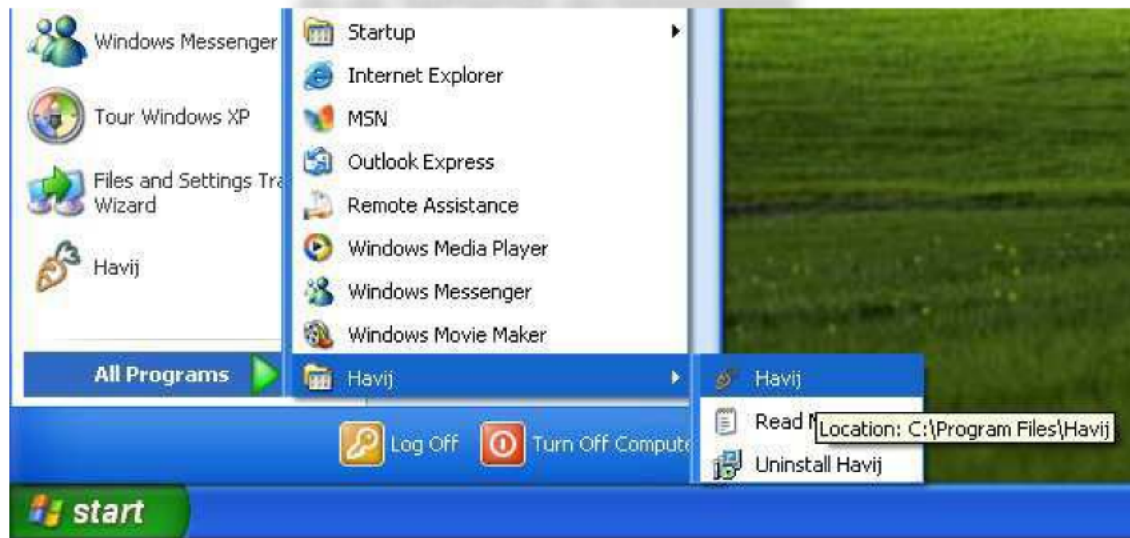 Windows Messenger
Tour Windows XP
Files and Settings Tra
Wizard
Havij
All Programs
Startup
Internet Explorer
MSN
Outlook Express
Remote Assistance
Windows Media Player
Windows Messenger
Windows Movie Maker
Havij
Havij
Read
Location: C:\Program Files\Havij
Uninstall Havij
Log Off
Turn Off Compute
start